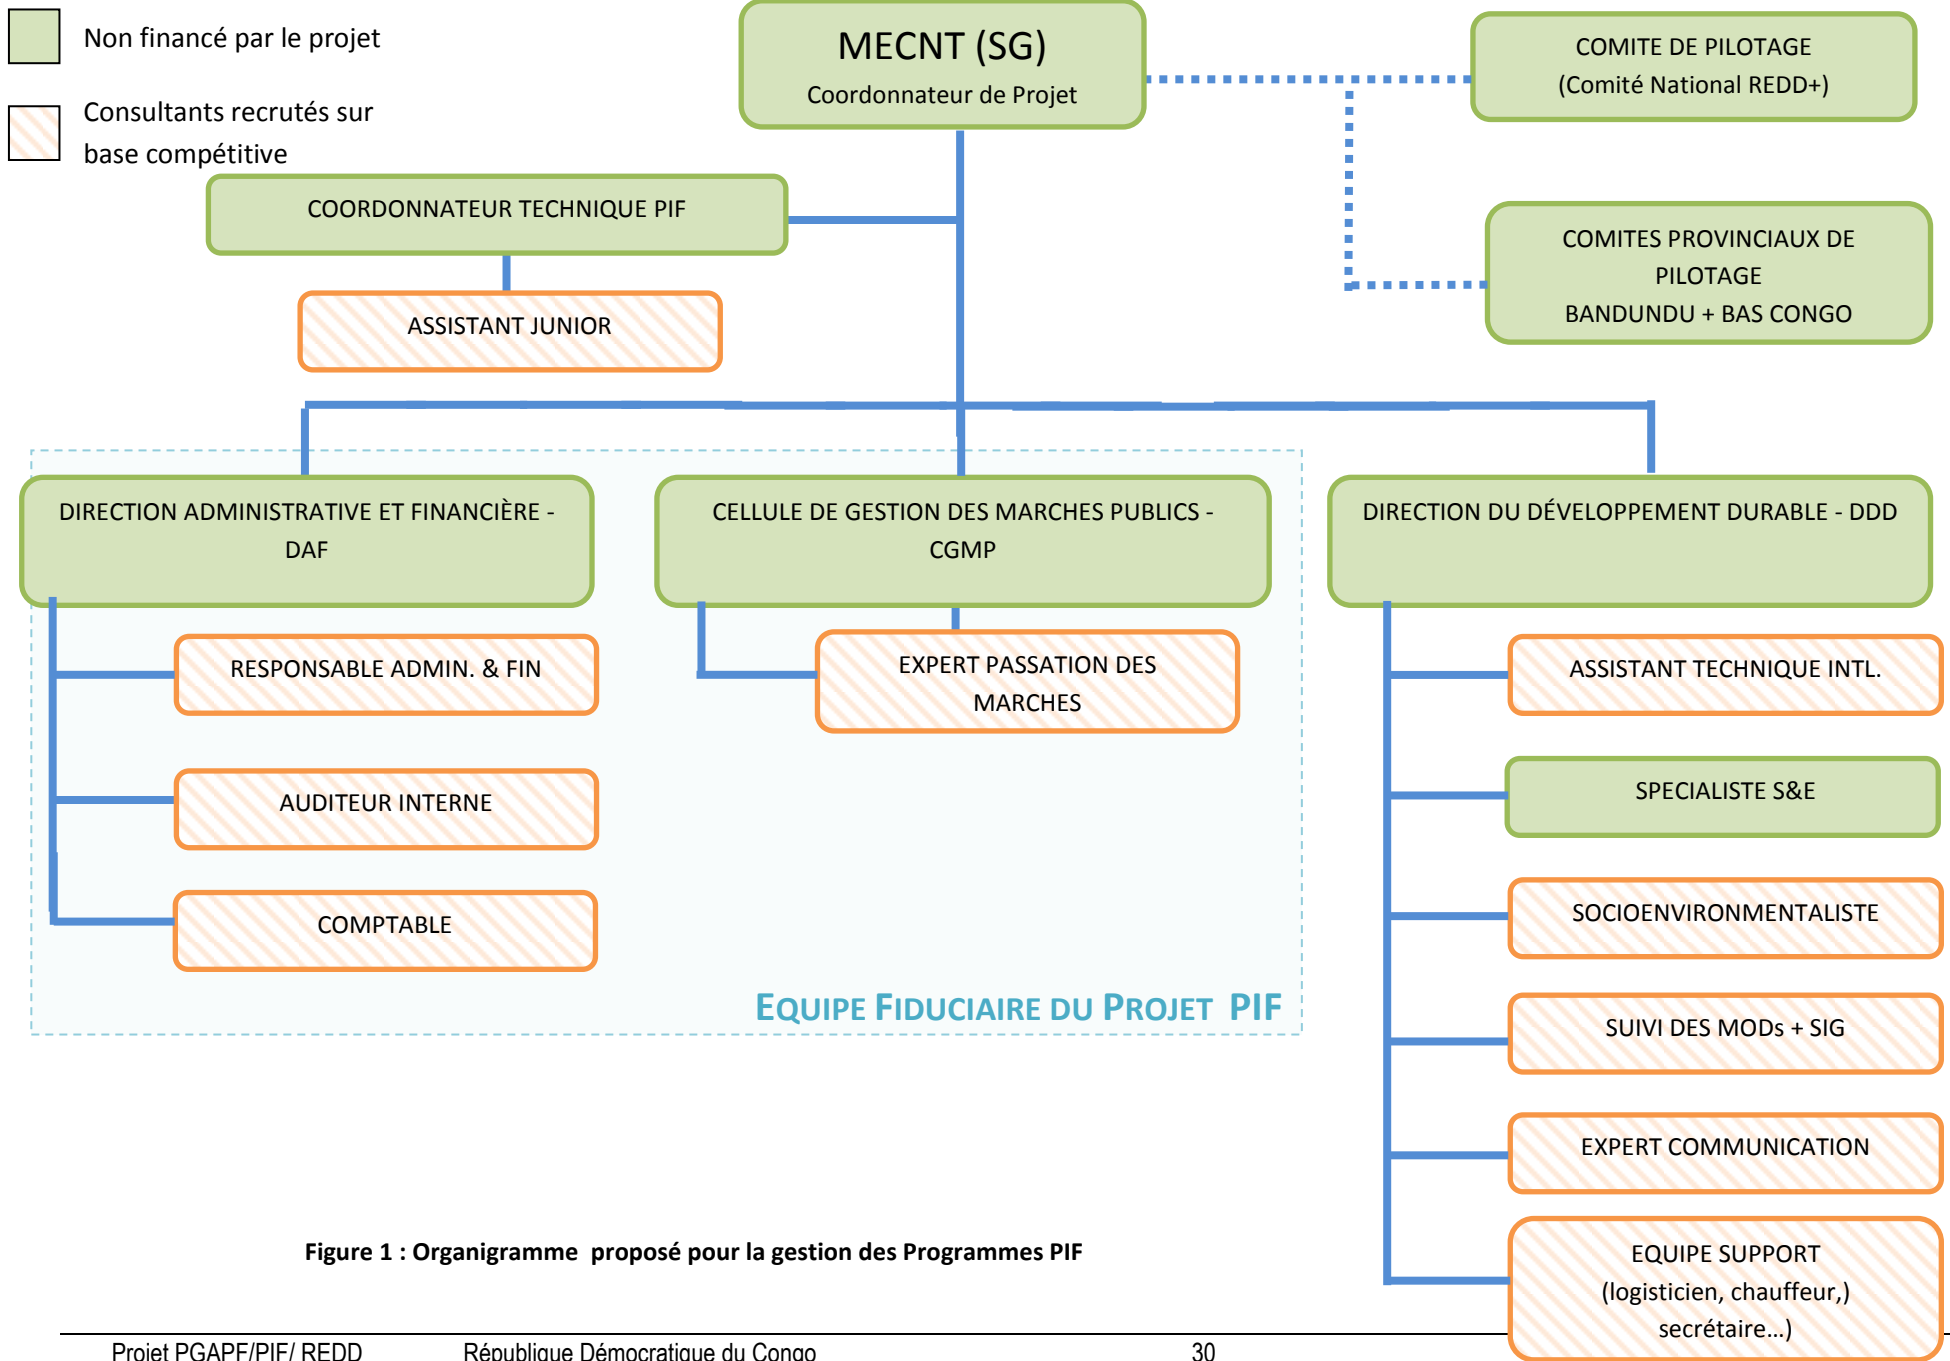 Non financé par le projet
Consultants recrutés sur
base compétitive
MECNT (SG)
Coordonnateur de Projet
COMITE DE PILOTAGE
(Comité National REDD+)
COORDONNATEUR TECHNIQUE PIF
COMITES PROVINCIAUX DE
PILOTAGE
BANDUNDU + BAS CONGO
ASSISTANT JUNIOR
DIRECTION ADMINISTRATIVE ET FINANCIÈRE -
DAF
CELLULE DE GESTION DES MARCHES PUBLICS -
CGMP
DIRECTION DU DÉVELOPPEMENT DURABLE - DDD
RESPONSABLE ADMIN. & FIN
EXPERT PASSATION DES
MARCHES
ASSISTANT TECHNIQUE INTL.
AUDITEUR INTERNE
SPECIALISTE S&E
COMPTABLE
SOCIOENVIRONMENTALISTE
EQUIPE FIDUCIAIRE DU PROJET PIF
SUIVI DES MODs + SIG
EXPERT COMMUNICATION
EQUIPE SUPPORT
(logisticien, chauffeur,)
secrétaire…)
Figure 1 : Organigramme proposé pour la gestion des Programmes PIF
Projet PGAPF/PIF/ REDD République Démocratique du Congo 30